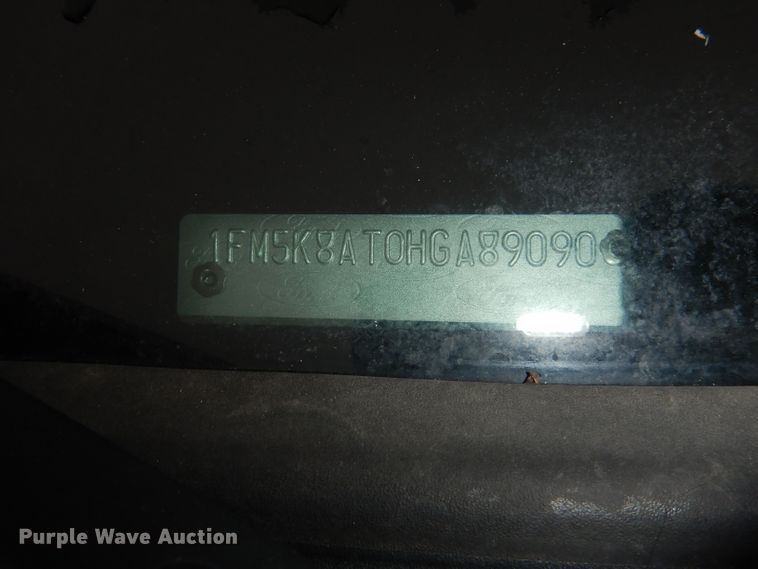 1FM5K8AT0HGA89090
Purple Wave Auction